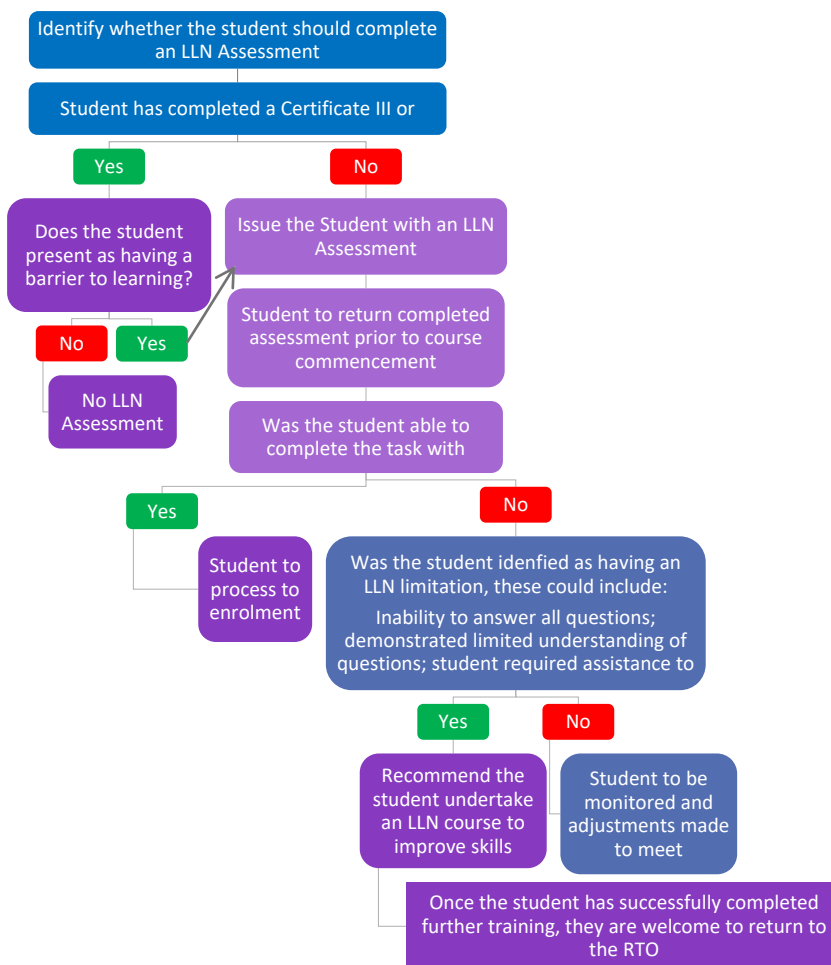 Identify whether the student should complete
an LLN Assessment
Student has completed a Certificate III or
Yes
No
Does the student
present as having a
barrier to learning?
No
Yes
No LLN
Assessment
Issue the Student with an LLN
Assessment
Student to return completed
assessment prior to course
commencement
Was the student able to
complete the task with
Yes
No
Student to
process to
enrolment
Was the student idenfied as having an
LLN limitation, these could include:
Inability to answer all questions;
demonstrated limited understanding of
questions; student required assistance to
Yes
No
Recommend the
student undertake
an LLN course to
improve skills
Student to be
monitored and
adjustments made
to meet
Once the student has successfully completed
further training, they are welcome to return to
the RTO